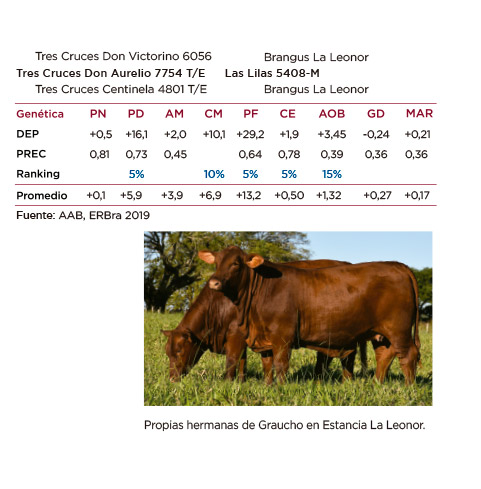 Tres Cruces Don Victorino 6056 Brangus La Leonor
Tres Cruces Don Aurelio 7754 T/E Las Lilas 5408-M
Tres Cruces Centinela 4801 T/E Brangus La Leonor
Genética PN PD AM CM PF CE AOB GD MAR
DEP +0,5 +16,1 +2,0 +10,1 +29,2 +1,9 +3,45 -0,24 +0,21
PREC 0,81 0,73 0,45 0,64 0,78 0,39 0,36 0,36
Ranking 5% 10% 5% 5% 15%
Promedio +0,1 +5,9 +3,9 +6,9 +13,2 +0,50 +1,32 +0,27 +0,17
Fuente: AAB, ERBra 2019
Propias hermanas de Graucho en Estancia La Leonor.